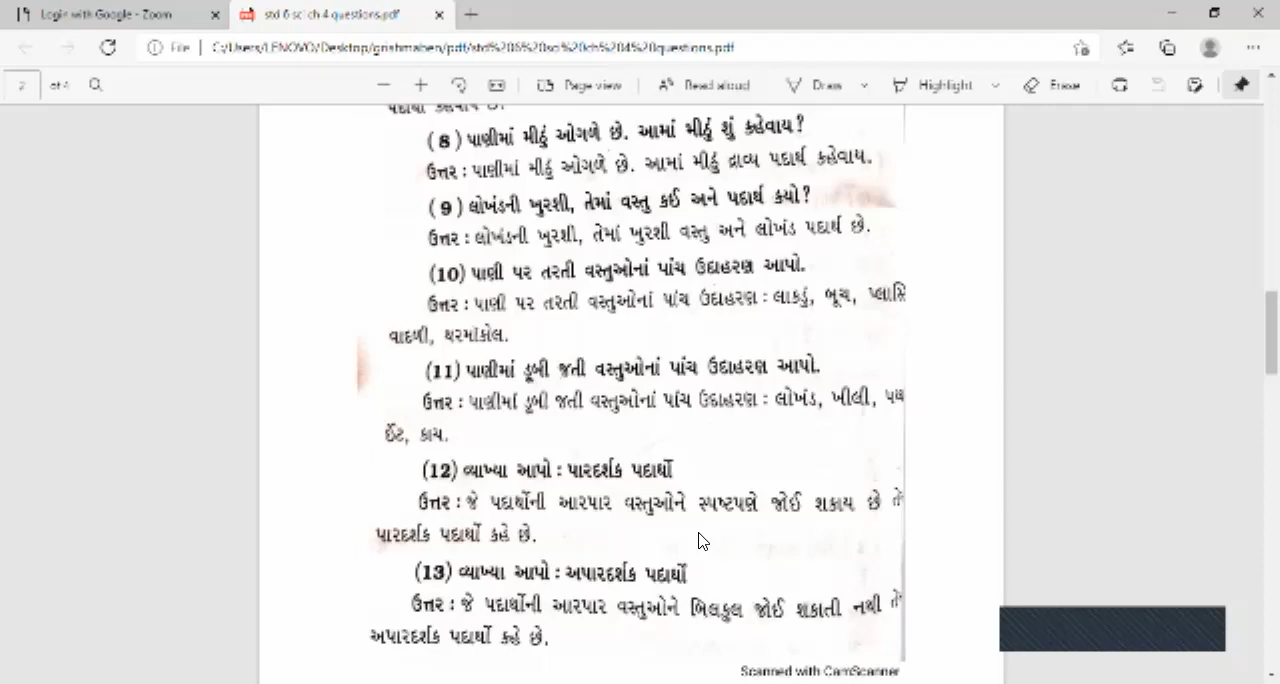 Login with Google - Zoom
std 6 sci ch 4 questions.pdf
File C:/Users/LENOVO/Desktop/grishmaben/pdf/std%206%20sci%20ch%204%20questions.pdf
2 of 4 Page view Read aloud Draw Highlight Erase
પદાર્થો કહેવાય છે.
(8) પાણીમાં મીઠું ઓગળે છે. આમાં મીઠું શું કહેવાય?
ઉત્તર : પાણીમાં મીઠું ઓગળે છે. આમાં મીઠું દ્રાવ્ય પદાર્થ કહેવાય.
(9) લોખંડની ખુરશી, તેમાં વસ્તુ કઈ અને પદાર્થ ક્યો?
ઉત્તર : લોખંડની ખુરશી, તેમાં ખુરશી વસ્તુ અને લોખંડ પદાર્થ છે.
(10) પાણી પર તરતી વસ્તુઓનાં પાંચ ઉદાહરણ આપો.
ઉત્તર : પાણી પર તરતી વસ્તુઓનાં પાંચ ઉદાહરણ : લાકડું, બૂચ,
વાદળી, થરમૉકોલ.
(11) પાણીમાં ડૂબી જતી વસ્તુઓનાં પાંચ ઉદાહરણ આપો.
ઉત્તર : પાણીમાં ડૂબી જતી વસ્તુઓનાં પાંચ ઉદાહરણ : લોખંડ, ખીલી,
ઈંટ, કાચ.
(12) વ્યાખ્યા આપો : પારદર્શક પદાર્થો
ઉત્તર : જે પદાર્થોની આરપાર વસ્તુઓને સ્પષ્ટપણે જોઈ શકાય છે તે
પારદર્શક પદાર્થો કહે છે.
(13) વ્યાખ્યા આપો : અપારદર્શક પદાર્થો
ઉત્તર : જે પદાર્થોની આરપાર વસ્તુઓને બિલકુલ જોઈ શકાતી નથી તે
અપારદર્શક પદાર્થો કહે છે.
Scanned with CamScanner